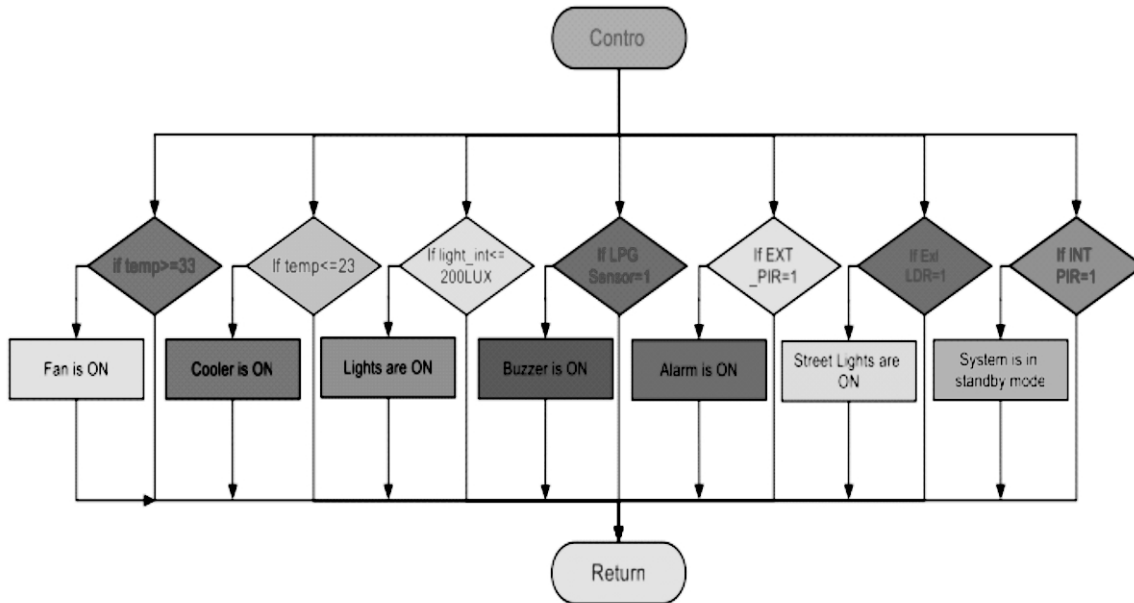 Contro
if temp>=33
If temp<=23
If light_int<=
200LUX
If LPG
Sensor=1
If EXT
_PIR=1
If Ext
LDR=1
If INT
PIR=1
Fan is ON
Cooler is ON
Lights are ON
Buzzer is ON
Alarm is ON
Street Lights are
ON
System is in
standby mode
Return